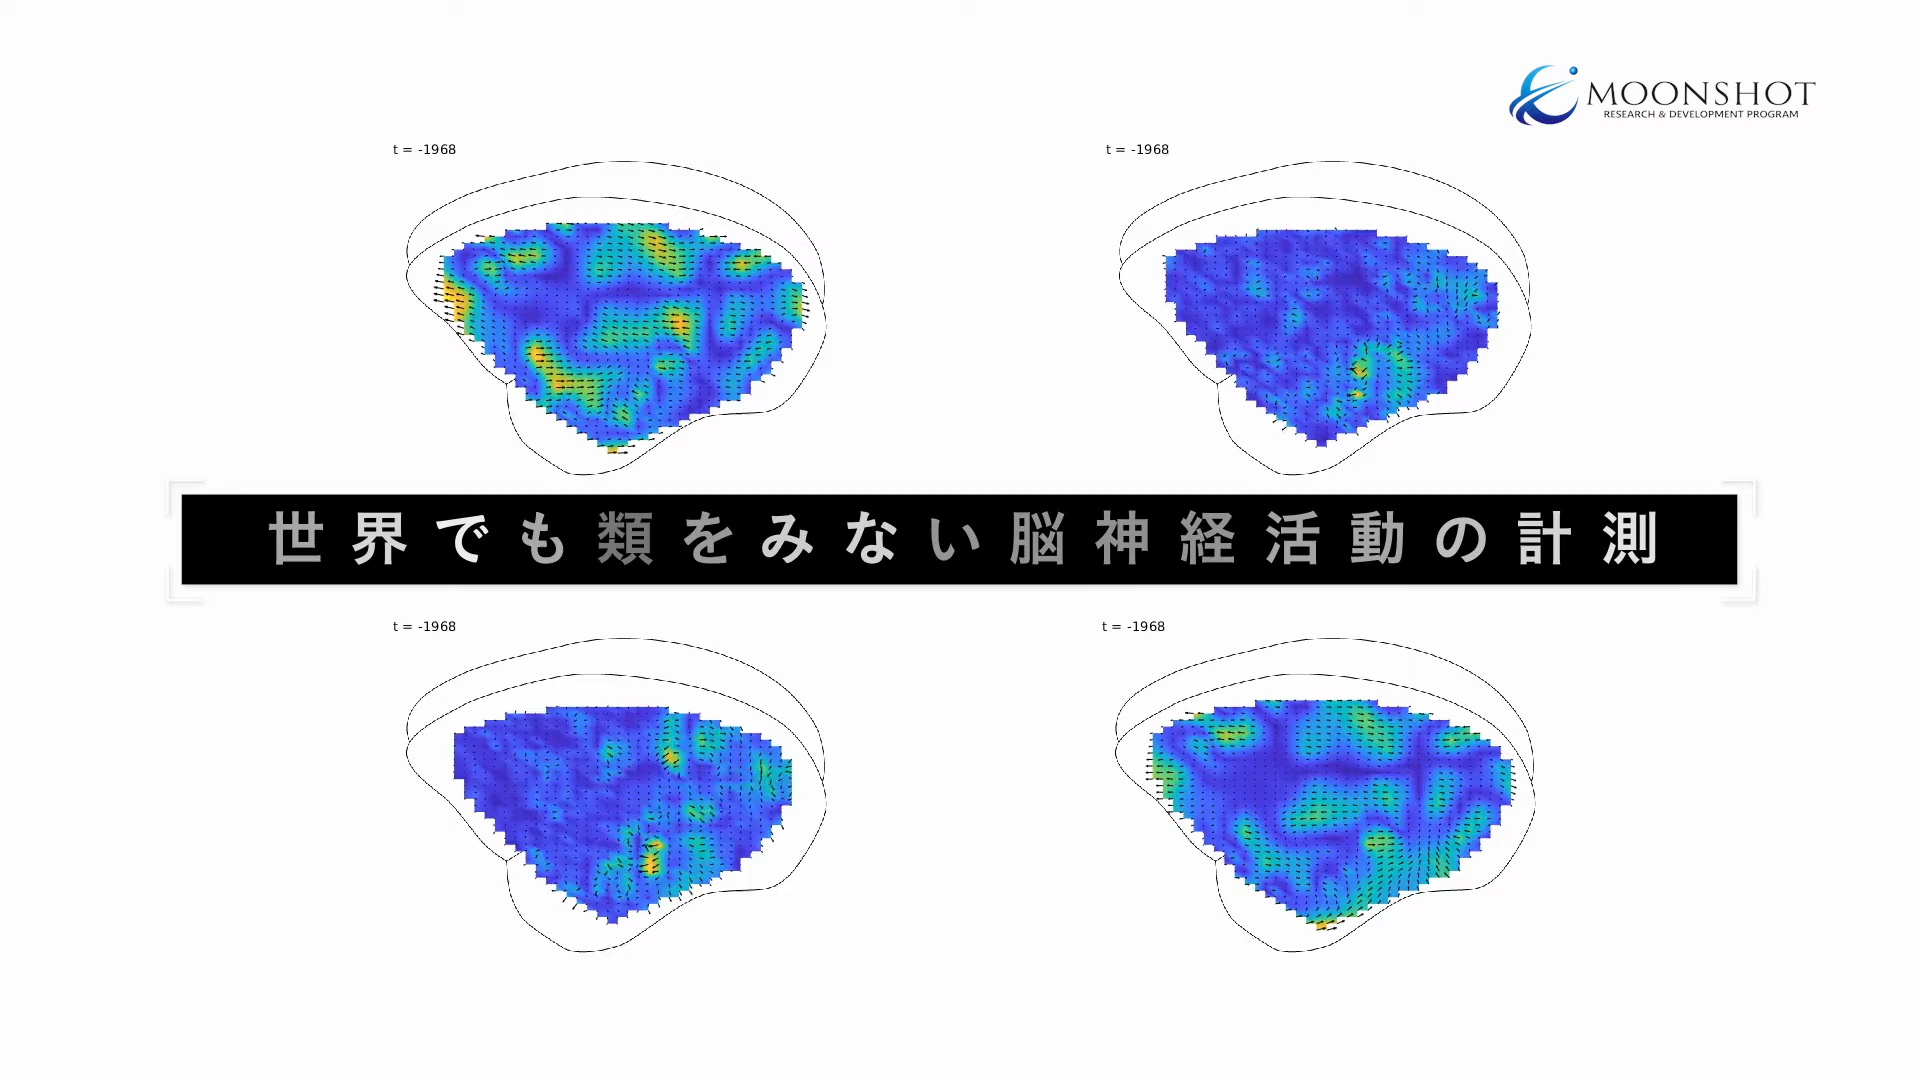 MOONSHOT
RESEARCH & DEVELOPMENT PROGRAM
t = -1968
t = -1968
世界でも類をみない脳神経活動の計測
t = -1968
t = -1968